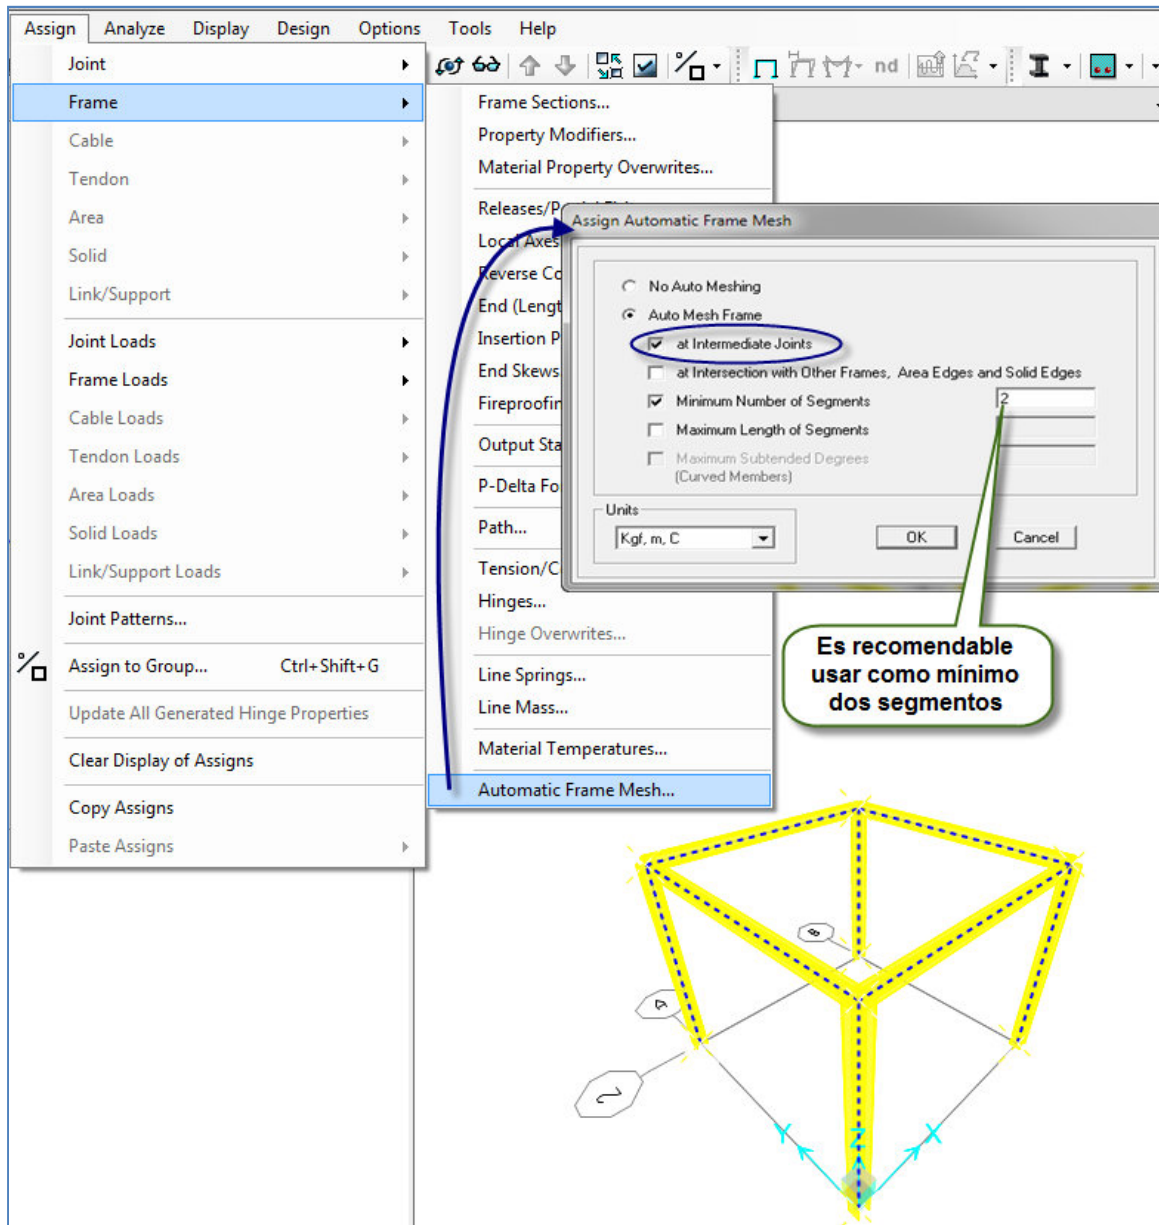 Assign Analyze Display Design Options Tools Help
Joint
Frame
Cable
Tendon
Area
Solid
Link/Support
Joint Loads
Frame Loads
Cable Loads
Tendon Loads
Area Loads
Solid Loads
Link/Support Loads
Joint Patterns...
Assign to Group... Ctrl+Shift+G
Update All Generated Hinge Properties
Clear Display of Assigns
Copy Assigns
Paste Assigns
nd
Frame Sections...
Property Modifiers...
Material Property Overwrites...
Releases/P
Local Axes
Reverse Co
End (Lengt
Insertion P
End Skews
Fireproofin
Output Sta
P-Delta Fo
Path...
Tension/C
Hinges...
Hinge Overwrites...
Line Springs...
Line Mass...
Material Temperatures...
Automatic Frame Mesh...
Assign Automatic Frame Mesh
No Auto Meshing
Auto Mesh Frame
at Intermediate Joints
at Intersection with Other Frames, Area Edges and Solid Edges
Minimum Number of Segments 2
Maximum Length of Segments
Maximum Subtended Degrees
(Curved Members)
Units
Kgf, m, C
OK Cancel
Es recomendable
usar como mínimo
dos segmentos
B
A
2
Y Z X